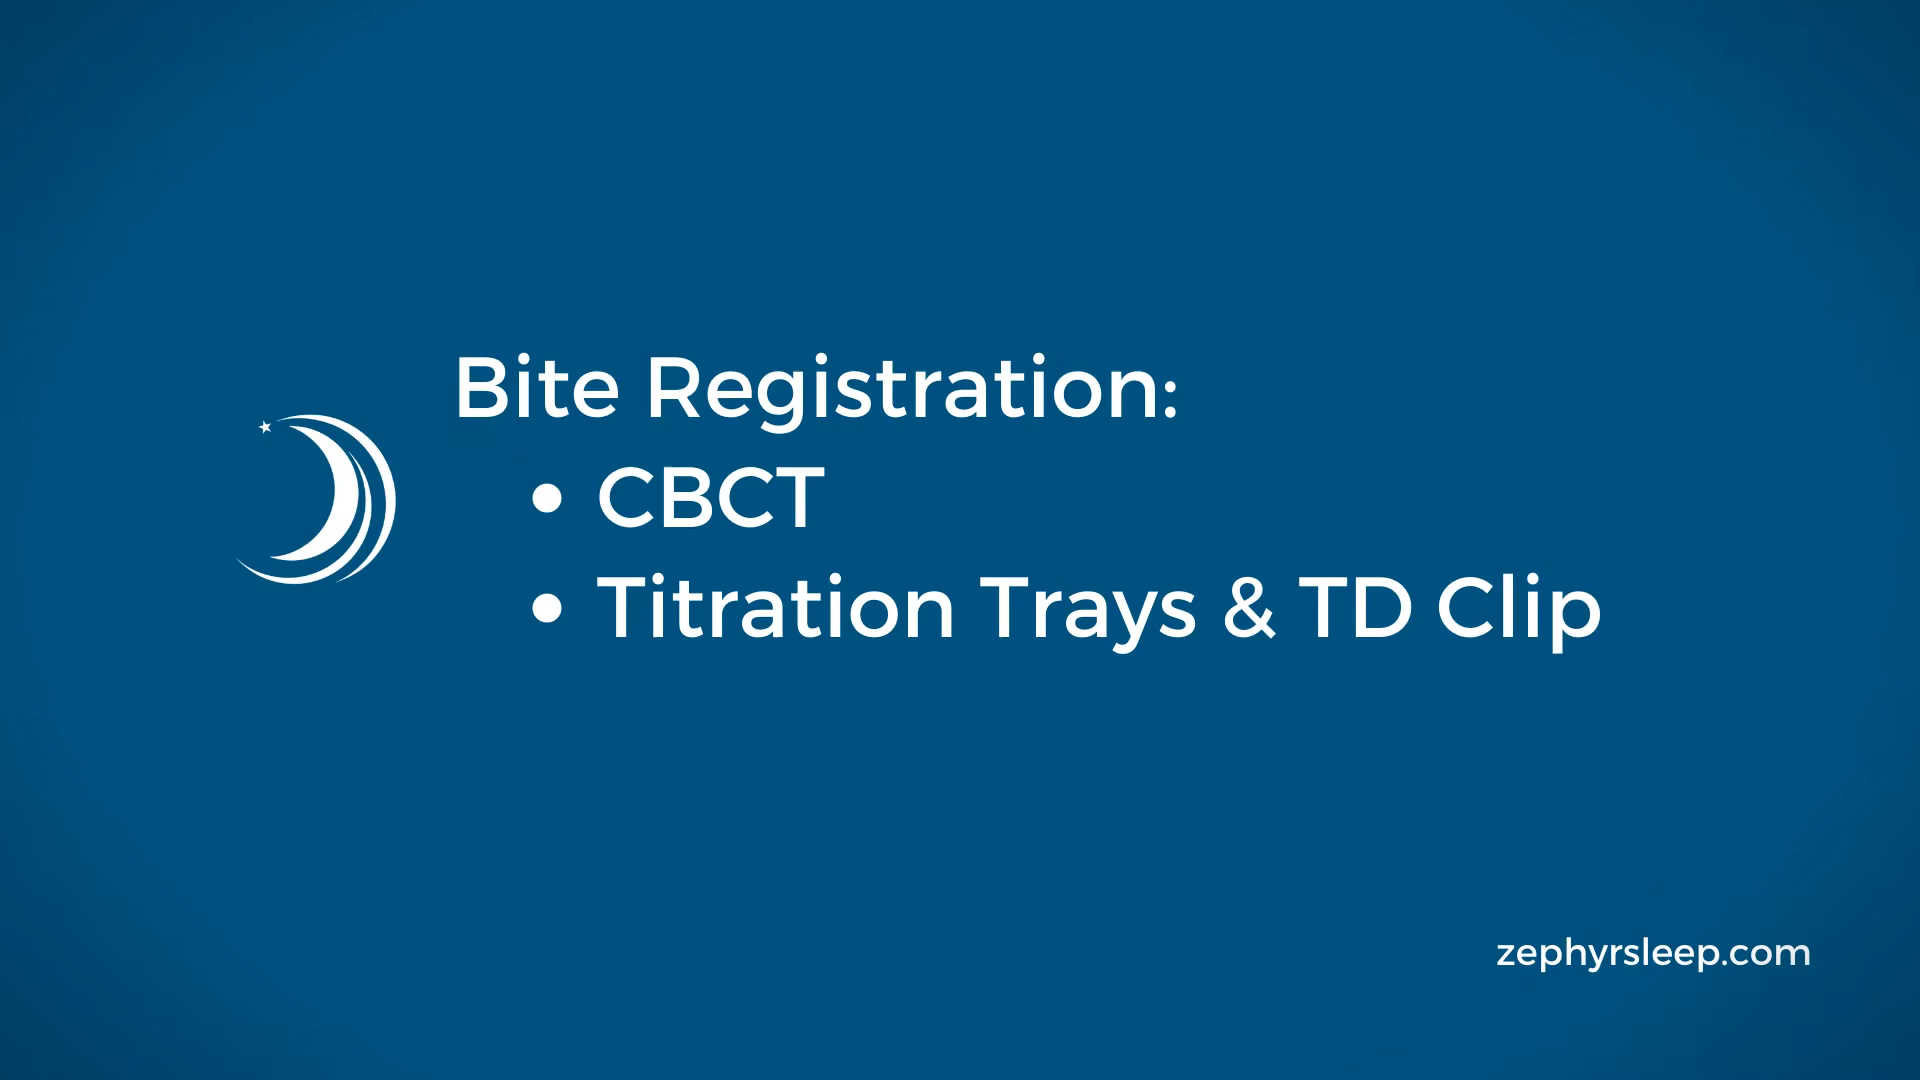 Bite Registration:
• CBCT
• Titration Trays & TD Clip
zephyrsleep.com